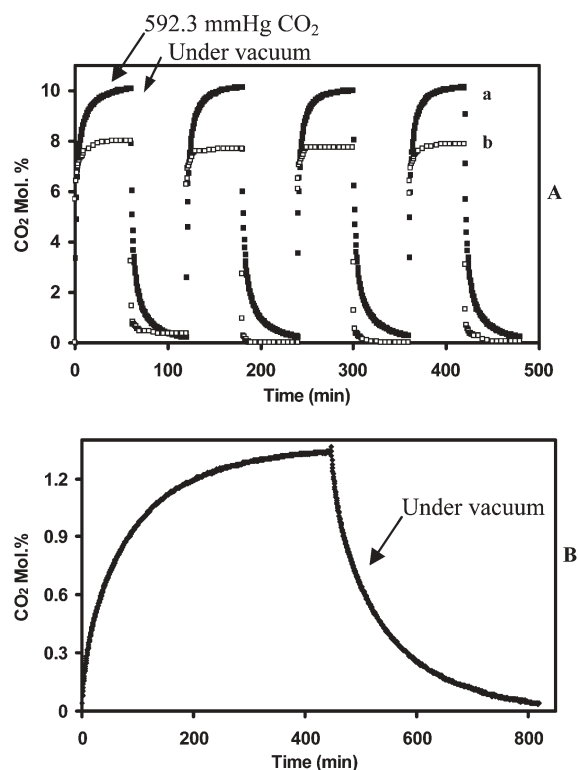 592.3 mmHg CO₂
Under vacuum
10
8
6
4
2
0
CO₂ Mol. %
a
b
A
0 100 200 300 400 500
Time (min)
1.2
0.9
0.6
0.3
0
CO₂ Mol.%
Under vacuum
B
0 200 400 600 800
Time (min)